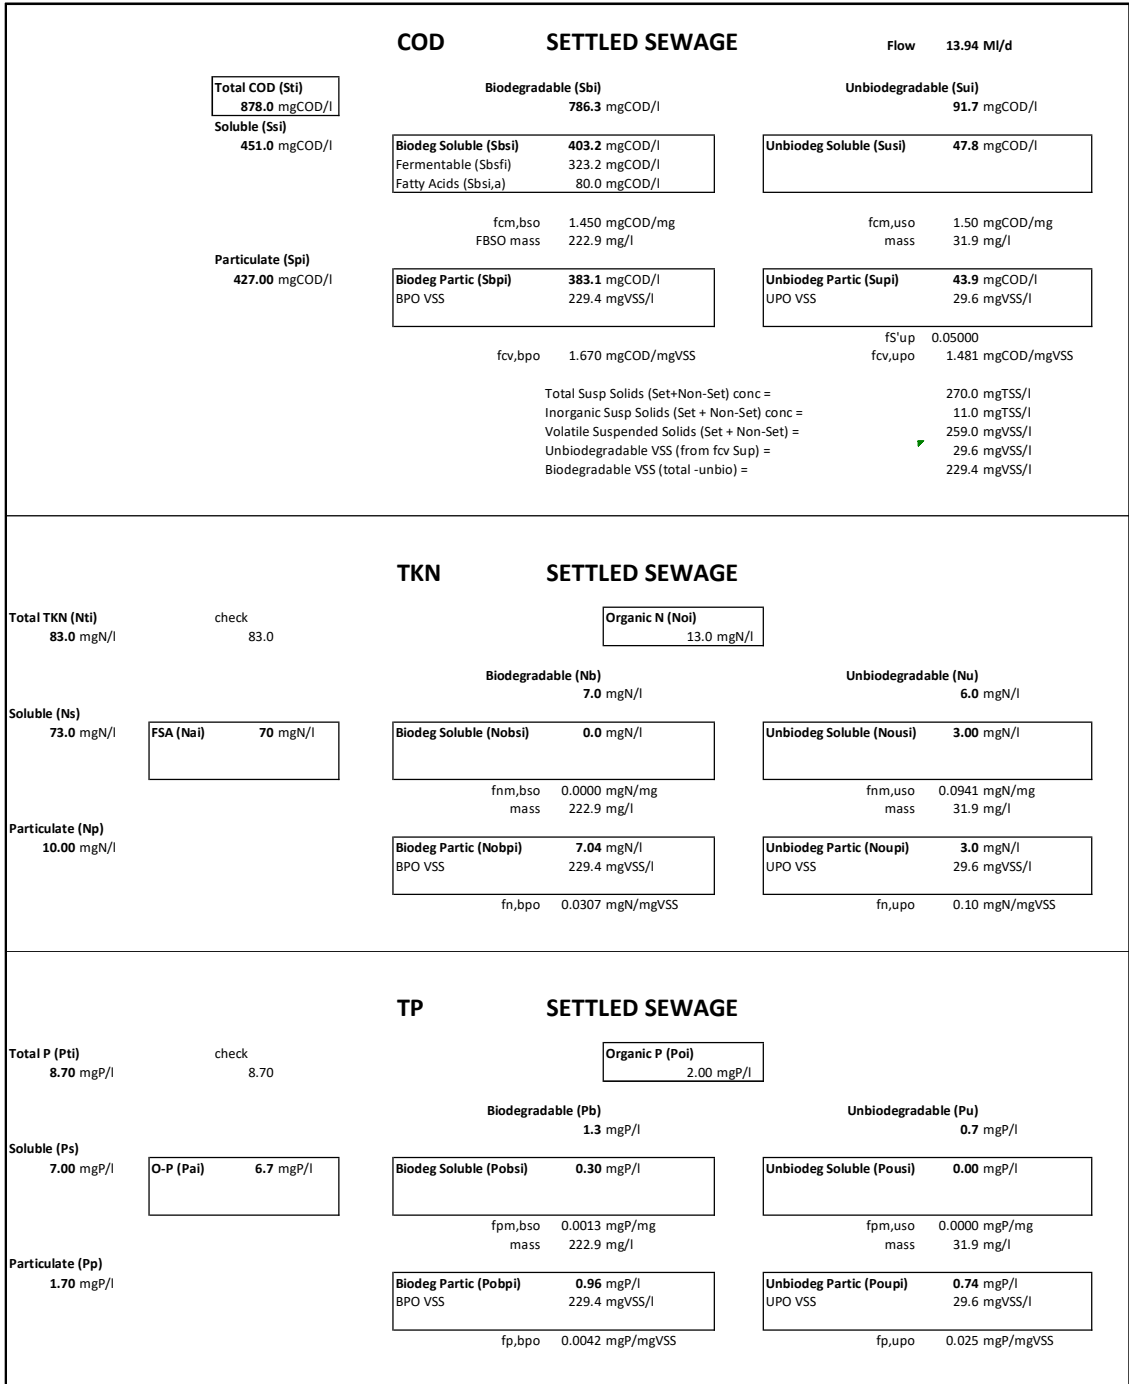 COD SETTLED SEWAGE Flow 13.94 Ml/d
Total COD (Sti) Biodegradable (Sbi) Unbiodegradable (Sui)
878.0 mgCOD/l 786.3 mgCOD/l 91.7 mgCOD/l
Soluble (Ssi)
451.0 mgCOD/l Biodeg Soluble (Sbsi) 403.2 mgCOD/l Unbiodeg Soluble (Susi) 47.8 mgCOD/l
Fermentable (Sbsfi) 323.2 mgCOD/l
Fatty Acids (Sbsi,a) 80.0 mgCOD/l
fcm,bso 1.450 mgCOD/mg fcm,uso 1.50 mgCOD/mg
FBSO mass 222.9 mg/l mass 31.9 mg/l
Particulate (Spi)
427.00 mgCOD/l Biodeg Partic (Sbpi) 383.1 mgCOD/l Unbiodeg Partic (Supi) 43.9 mgCOD/l
BPO VSS 229.4 mgVSS/l UPO VSS 29.6 mgVSS/l
fS'up 0.05000
fcv,bpo 1.670 mgCOD/mgVSS fcv,upo 1.481 mgCOD/mgVSS
Total Susp Solids (Set+Non-Set) conc = 270.0 mgTSS/l
Inorganic Susp Solids (Set + Non-Set) conc = 11.0 mgTSS/l
Volatile Suspended Solids (Set + Non-Set) = 259.0 mgVSS/l
Unbiodegradable VSS (from fcv Sup) = 29.6 mgVSS/l
Biodegradable VSS (total -unbio) = 229.4 mgVSS/l
TKN SETTLED SEWAGE
Total TKN (Nti) check Organic N (Noi)
83.0 mgN/l 83.0 13.0 mgN/l
Biodegradable (Nb) Unbiodegradable (Nu)
7.0 mgN/l 6.0 mgN/l
Soluble (Ns)
73.0 mgN/l FSA (Nai) 70 mgN/l Biodeg Soluble (Nobsi) 0.0 mgN/l Unbiodeg Soluble (Nousi) 3.00 mgN/l
fnm,bso 0.0000 mgN/mg fnm,uso 0.0941 mgN/mg
mass 222.9 mg/l mass 31.9 mg/l
Particulate (Np)
10.00 mgN/l Biodeg Partic (Nobpi) 7.04 mgN/l Unbiodeg Partic (Noupi) 3.0 mgN/l
BPO VSS 229.4 mgVSS/l UPO VSS 29.6 mgVSS/l
fn,bpo 0.0307 mgN/mgVSS fn,upo 0.10 mgN/mgVSS
TP SETTLED SEWAGE
Total P (Pti) check Organic P (Poi)
8.70 mgP/l 8.70 2.00 mgP/l
Biodegradable (Pb) Unbiodegradable (Pu)
1.3 mgP/l 0.7 mgP/l
Soluble (Ps)
7.00 mgP/l O-P (Pai) 6.7 mgP/l Biodeg Soluble (Pobsi) 0.30 mgP/l Unbiodeg Soluble (Pousi) 0.00 mgP/l
fpm,bso 0.0013 mgP/mg fpm,uso 0.0000 mgP/mg
mass 222.9 mg/l mass 31.9 mg/l
Particulate (Pp)
1.70 mgP/l Biodeg Partic (Pobpi) 0.96 mgP/l Unbiodeg Partic (Poupi) 0.74 mgP/l
BPO VSS 229.4 mgVSS/l UPO VSS 29.6 mgVSS/l
fp,bpo 0.0042 mgP/mgVSS fp,upo 0.025 mgP/mgVSS